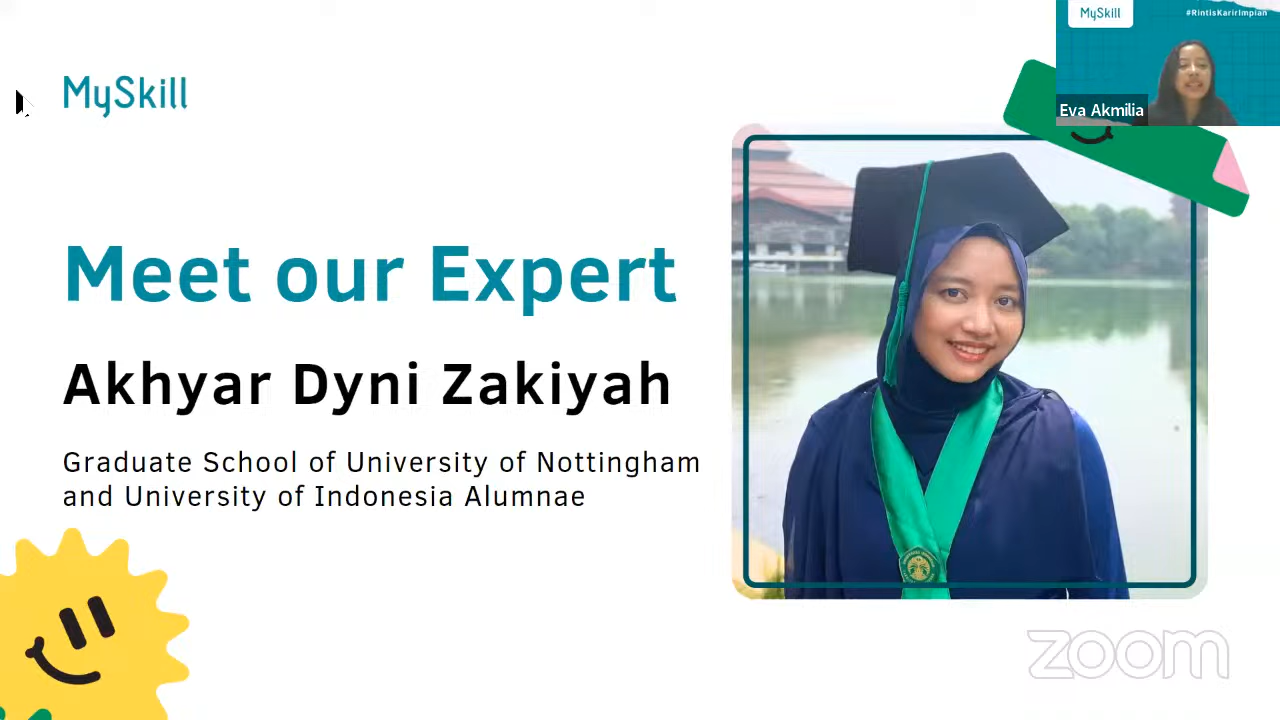 MySkill
#RintisKarirImpian
Eva Akmilia
MySkill
Meet our Expert
Akhyar Dyni Zakiyah
Graduate School of University of Nottingham
and University of Indonesia Alumnae
zoom